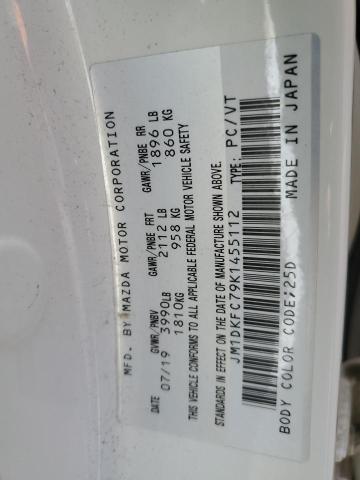 MFD. BY MAZDA MOTOR CORPORATION
DATE GVWR/PNBV GAWR/PNBE FRT GAWR/PNBE RR
07/19 3990LB 2112 LB 1896 LB
1810KG 958 KG 860 KG
THIS VEHICLE CONFORMS TO ALL APPLICABLE FEDERAL MOTOR VEHICLE SAFETY
STANDARDS IN EFFECT ON THE DATE OF MANUFACTURE SHOWN ABOVE.
JM1DKFC79K1455112 TYPE: PC/VT
BODY COLOR CODE;25D MADE IN JAPAN